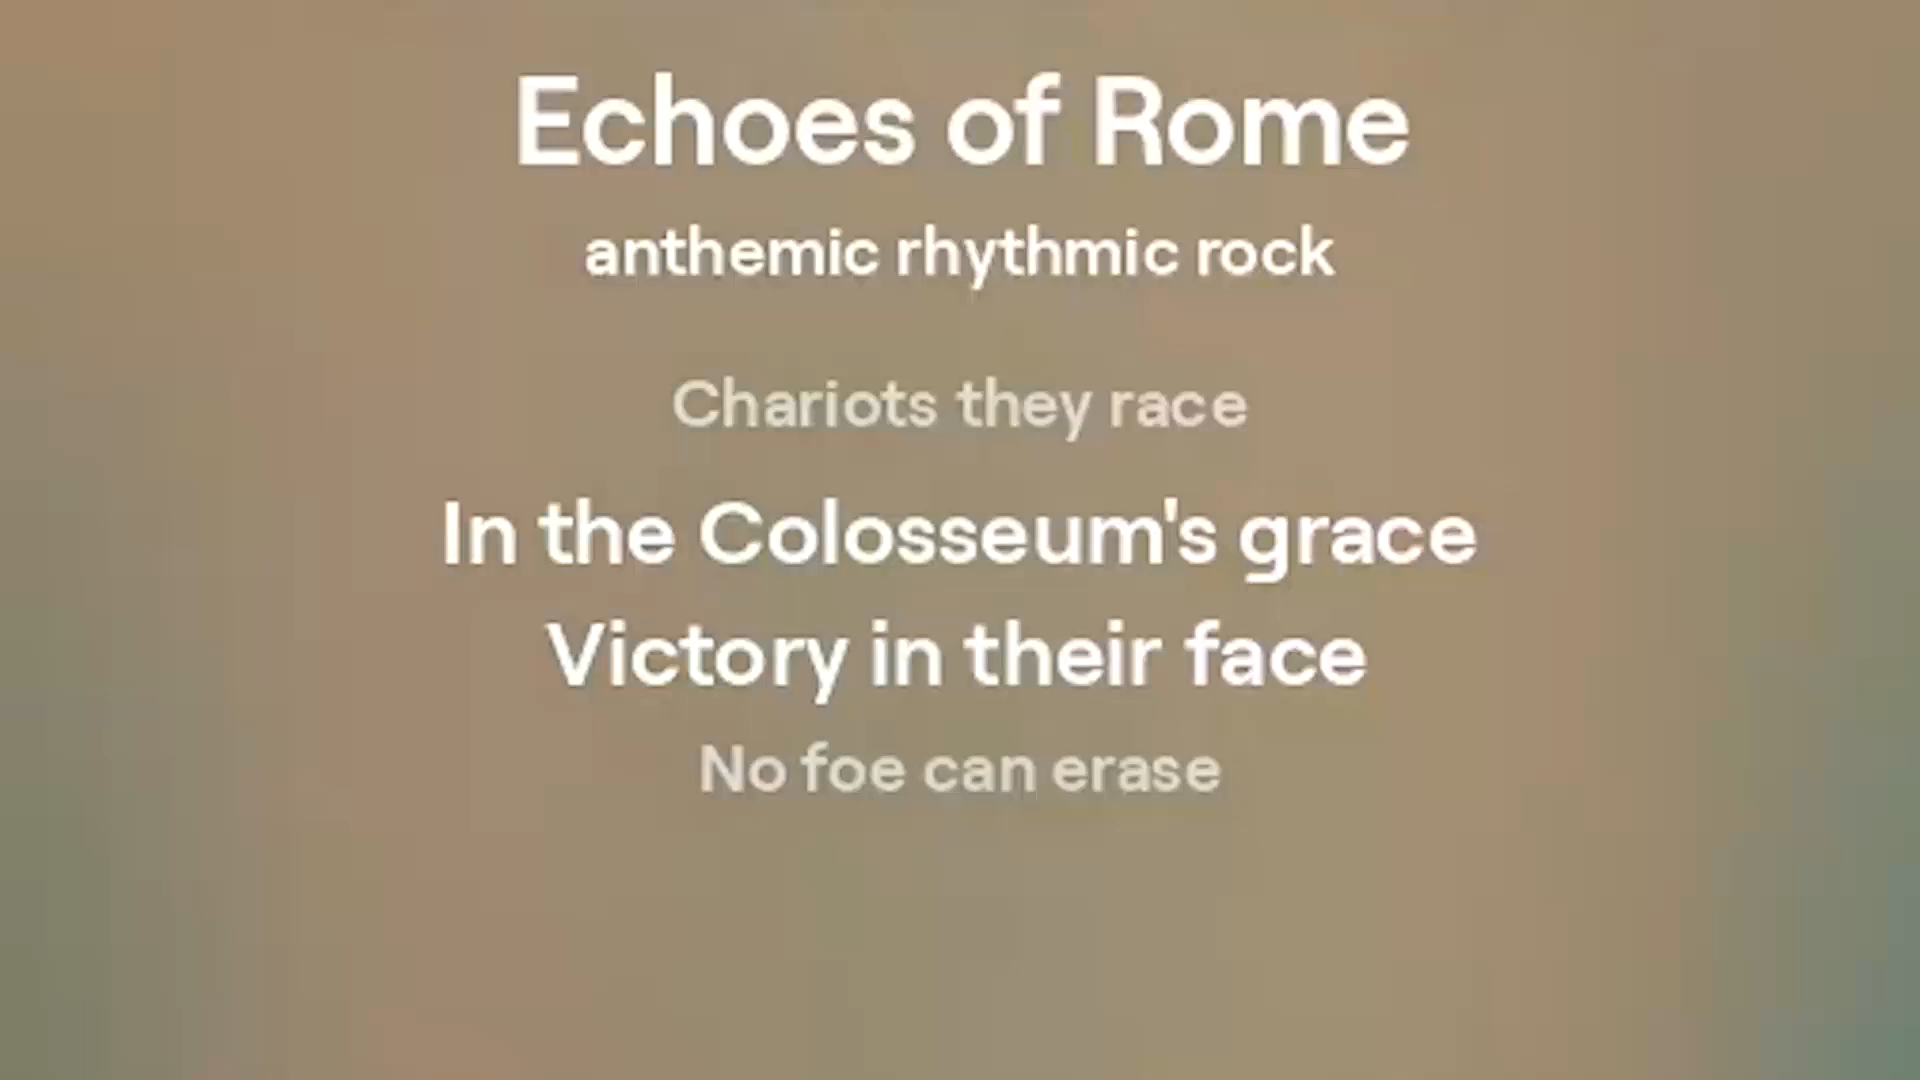 Echoes of Rome
anthemic rhythmic rock
Chariots they race
In the Colosseum's grace
Victory in their face
No foe can erase